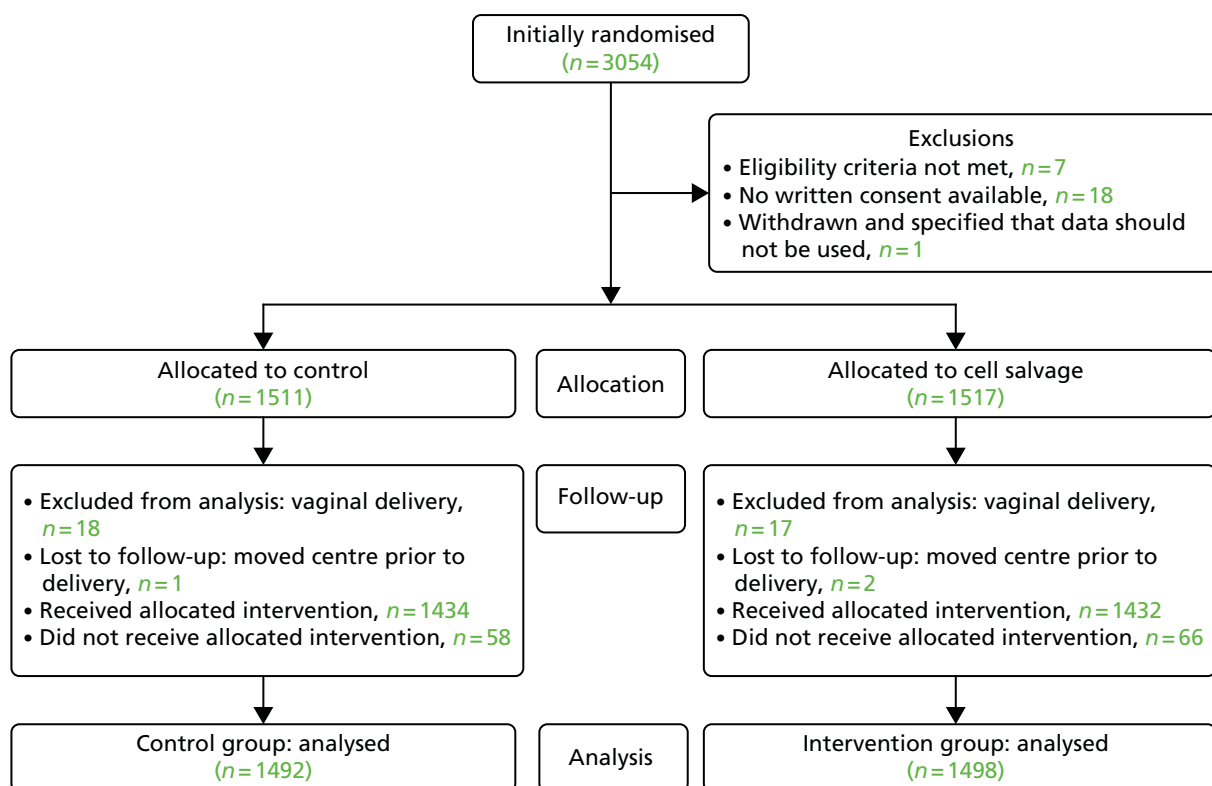 Initially randomised
(n=3054)
Exclusions
• Eligibility criteria not met, n=7
• No written consent available, n=18
• Withdrawn and specified that data should
not be used, n=1
Allocated to control
(n=1511)
Allocation
Allocated to cell salvage
(n=1517)
• Excluded from analysis: vaginal delivery,
n=18
• Lost to follow-up: moved centre prior to
delivery, n=1
• Received allocated intervention, n=1434
• Did not receive allocated intervention, n=58
Follow-up
• Excluded from analysis: vaginal delivery,
n=17
• Lost to follow-up: moved centre prior to
delivery, n=2
• Received allocated intervention, n=1432
• Did not receive allocated intervention, n=66
Control group: analysed
(n=1492)
Analysis
Intervention group: analysed
(n=1498)